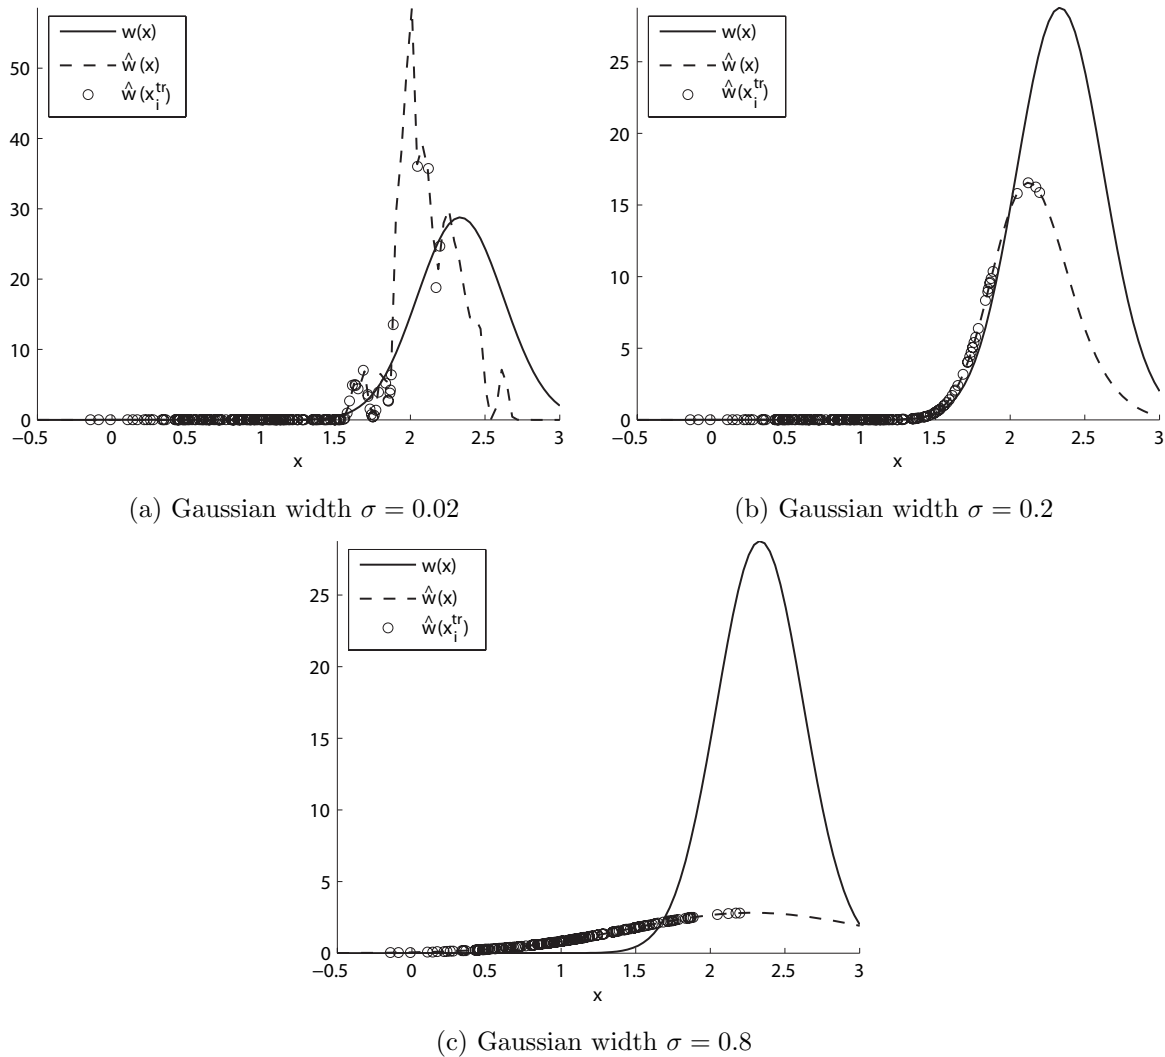 w(x)
ŵ(x)
ŵ(x_i^tr)
50
40
30
20
10
0
−0.5 0 0.5 1 1.5 2 2.5 3
x
(a) Gaussian width σ = 0.02
w(x)
ŵ(x)
ŵ(x_i^tr)
25
20
15
10
5
0
−0.5 0 0.5 1 1.5 2 2.5 3
x
(b) Gaussian width σ = 0.2
w(x)
ŵ(x)
ŵ(x_i^tr)
25
20
15
10
5
0
−0.5 0 0.5 1 1.5 2 2.5 3
x
(c) Gaussian width σ = 0.8